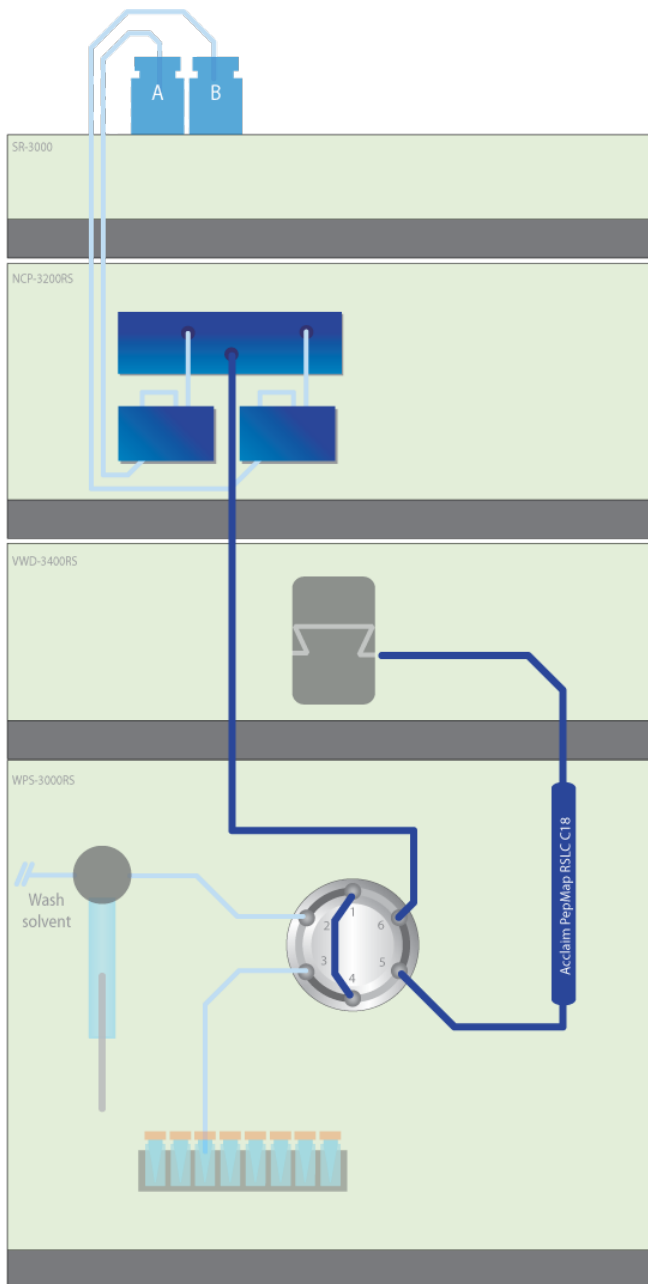 A
B
SR-3000
NCP-3200RS
VWD-3400RS
WPS-3000RS
Wash
solvent
1
2
6
3
5
4
Acclaim PepMap RSLC C18